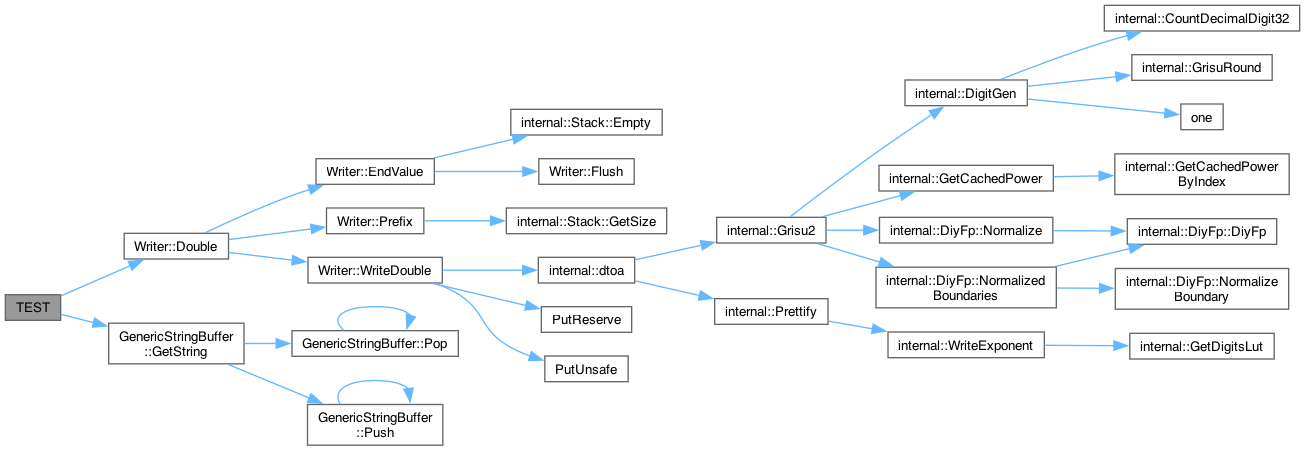 TEST
Writer::Double
GenericStringBuffer
::GetString
Writer::EndValue
Writer::Prefix
Writer::WriteDouble
GenericStringBuffer::Pop
GenericStringBuffer
::Push
internal::Stack::Empty
Writer::Flush
internal::Stack::GetSize
internal::dtoa
PutReserve
PutUnsafe
internal::Grisu2
internal::Prettify
internal::DigitGen
internal::GetCachedPower
internal::DiyFp::Normalize
internal::DiyFp::Normalized
Boundaries
internal::WriteExponent
internal::CountDecimalDigit32
internal::GrisuRound
one
internal::GetCachedPower
ByIndex
internal::DiyFp::DiyFp
internal::DiyFp::Normalize
Boundary
internal::GetDigitsLut